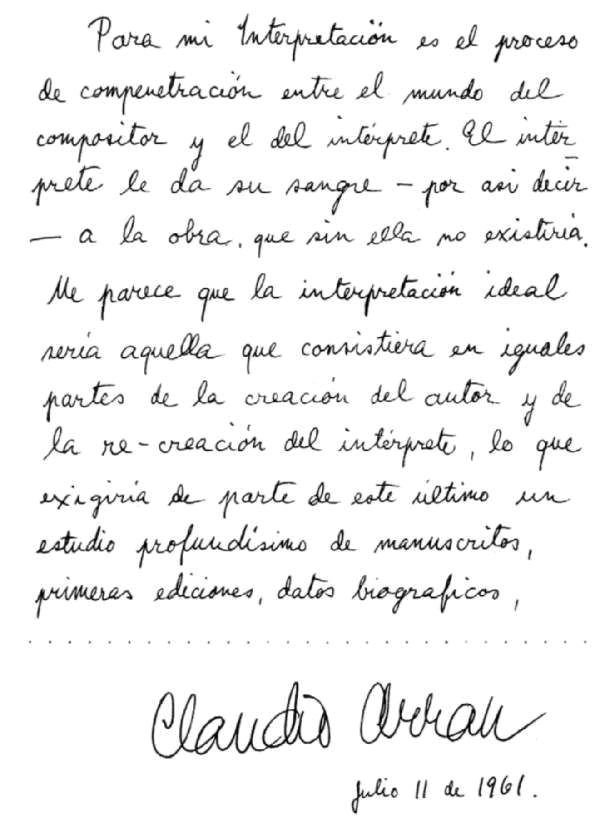 Para mi Interpretación es el proceso
de compenetración entre el mundo del
compositor y el del intérprete. El intér-
prete le da su sangre – por asi decir
– a la obra, que sin ella no existiría.
Me parece que la interpretación ideal
sería aquella que consistiera en iguales
partes de la creación del autor y de
la re-creación del intérprete, lo que
exigiría de parte de este último un
estudio profundísimo de manuscritos,
primeras ediciones, datos biograficos,
. . . . . . . . . . . . . . . . . . . . . . . . . . . . . .
Claudio Arrau
Julio 11 de 1961.